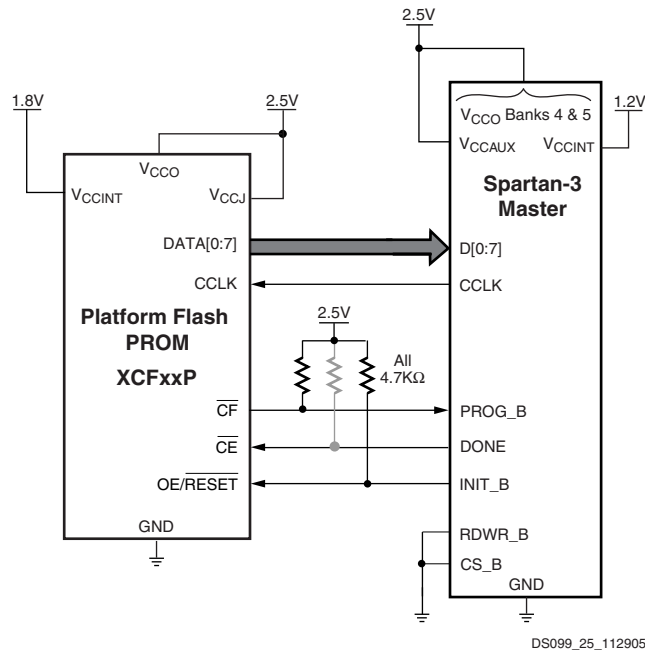 2.5V
1.8V
2.5V
1.2V
VCCO Banks 4 & 5
VCCAUX
VCCINT
Spartan-3
Master
VCCO
VCCINT
VCCJ
DATA[0:7]
D[0:7]
CCLK
CCLK
Platform Flash
PROM
XCFxxP
2.5V
All
4.7KΩ
CF
PROG_B
CE
DONE
OE/RESET
INIT_B
GND
RDWR_B
CS_B
GND
DS099_25_112905